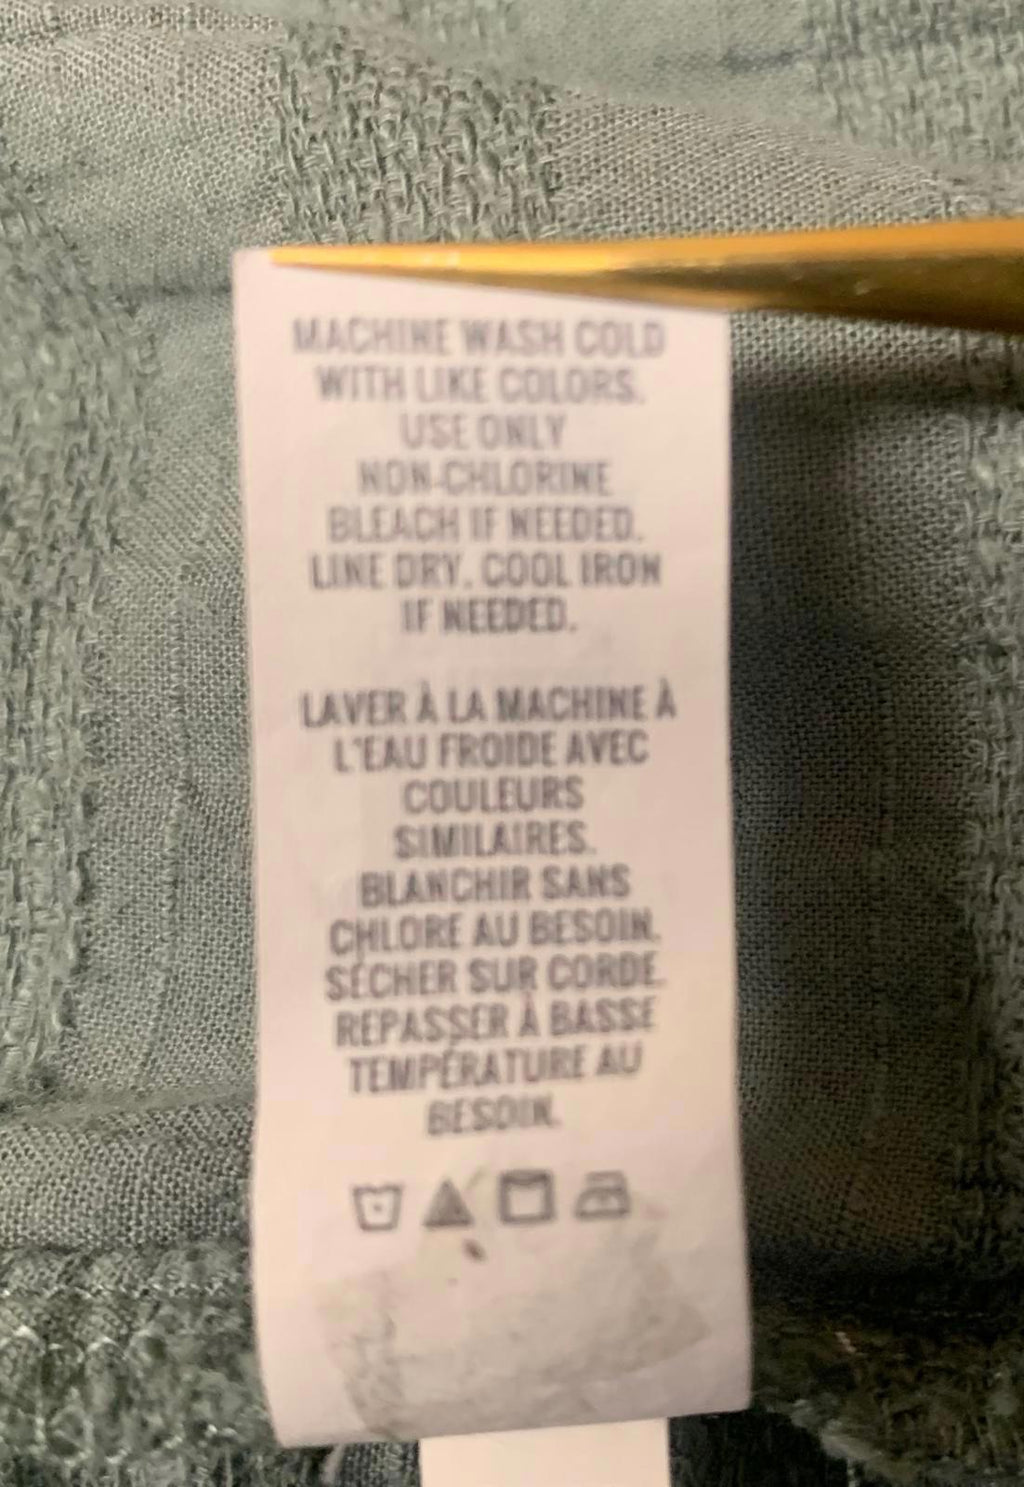 MACHINE WASH COLD
WITH LIKE COLORS.
USE ONLY
NON-CHLORINE
BLEACH IF NEEDED.
LINE DRY. COOL IRON
IF NEEDED.
LAVER À LA MACHINE À
L'EAU FROIDE AVEC
COULEURS
SIMILAIRES.
BLANCHIR SANS
CHLORE AU BESOIN.
SÉCHER SUR CORDE.
REPASSER À BASSE
TEMPÉRATURE AU
BESOIN.